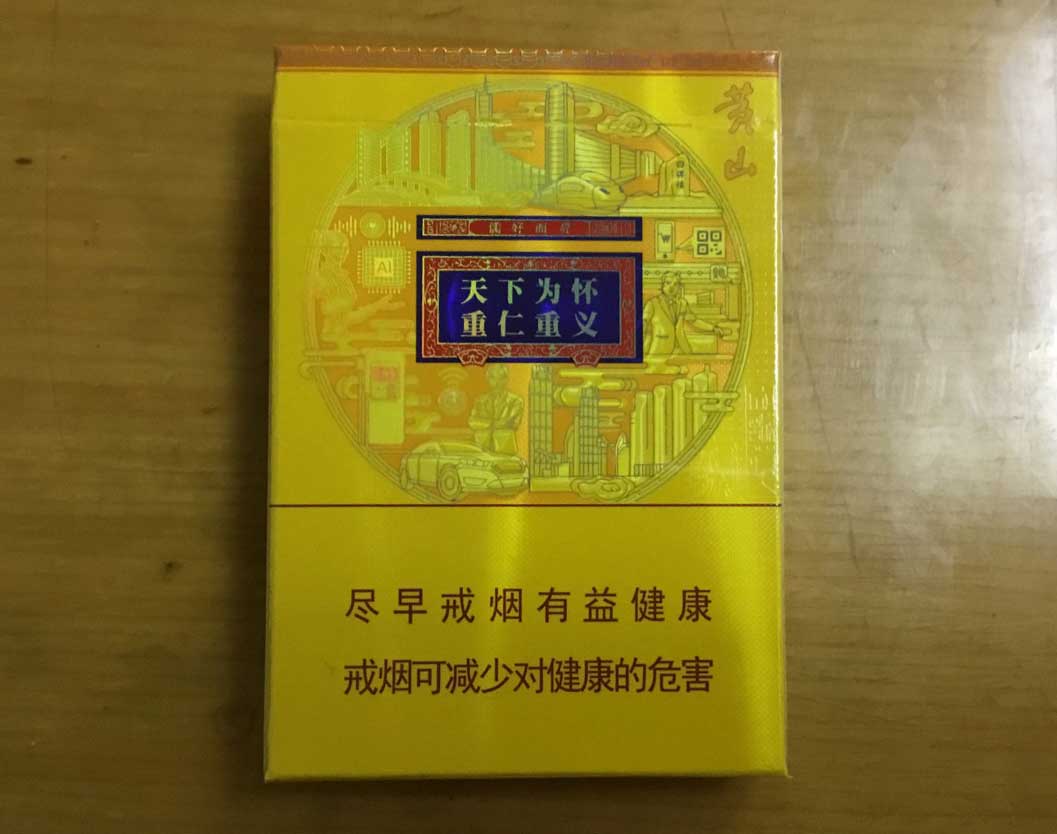 黄山
AI
天下为怀
重仁重义
尽早戒烟有益健康
戒烟可减少对健康的危害